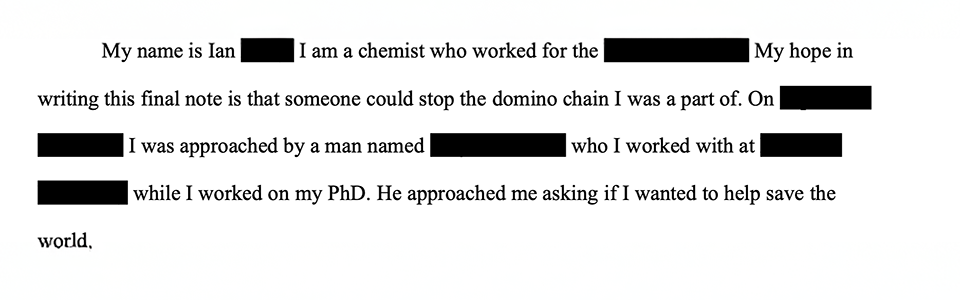 My name is Ian I am a chemist who worked for the My hope in
writing this final note is that someone could stop the domino chain I was a part of. On
I was approached by a man named who I worked with at
while I worked on my PhD. He approached me asking if I wanted to help save the
world.